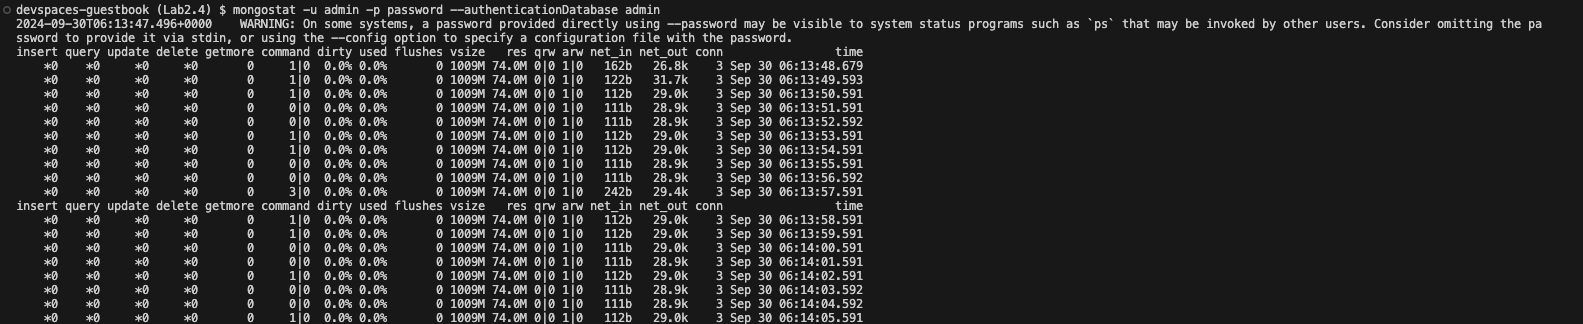 devspaces-guestbook (Lab2.4) $ mongostat -u admin -p password --authenticationDatabase admin
2024-09-30T06:13:47.496+0000    WARNING: On some systems, a password provided directly using --password may be visible to system status programs such as `ps` that may be invoked by other users. Consider omitting the pa
ssword to provide it via stdin, or using the --config option to specify a configuration file with the password.
insert query update delete getmore command dirty used flushes vsize   res qrw arw net_in net_out conn                time
    *0    *0     *0     *0       0     1|0  0.0% 0.0%       0 1009M 74.0M 0|0 1|0   162b   26.8k    3 Sep 30 06:13:48.679
    *0    *0     *0     *0       0     1|0  0.0% 0.0%       0 1009M 74.0M 0|0 1|0   122b   31.7k    3 Sep 30 06:13:49.593
    *0    *0     *0     *0       0     1|0  0.0% 0.0%       0 1009M 74.0M 0|0 1|0   112b   29.0k    3 Sep 30 06:13:50.591
    *0    *0     *0     *0       0     0|0  0.0% 0.0%       0 1009M 74.0M 0|0 1|0   111b   28.9k    3 Sep 30 06:13:51.591
    *0    *0     *0     *0       0     0|0  0.0% 0.0%       0 1009M 74.0M 0|0 1|0   111b   28.9k    3 Sep 30 06:13:52.592
    *0    *0     *0     *0       0     1|0  0.0% 0.0%       0 1009M 74.0M 0|0 1|0   112b   29.0k    3 Sep 30 06:13:53.591
    *0    *0     *0     *0       0     1|0  0.0% 0.0%       0 1009M 74.0M 0|0 1|0   112b   29.0k    3 Sep 30 06:13:54.591
    *0    *0     *0     *0       0     0|0  0.0% 0.0%       0 1009M 74.0M 0|0 1|0   111b   28.9k    3 Sep 30 06:13:55.591
    *0    *0     *0     *0       0     0|0  0.0% 0.0%       0 1009M 74.0M 0|0 1|0   111b   28.9k    3 Sep 30 06:13:56.592
    *0    *0     *0     *0       0     3|0  0.0% 0.0%       0 1009M 74.0M 0|0 1|0   242b   29.4k    3 Sep 30 06:13:57.591
insert query update delete getmore command dirty used flushes vsize   res qrw arw net_in net_out conn                time
    *0    *0     *0     *0       0     1|0  0.0% 0.0%       0 1009M 74.0M 0|0 1|0   112b   29.0k    3 Sep 30 06:13:58.591
    *0    *0     *0     *0       0     1|0  0.0% 0.0%       0 1009M 74.0M 0|0 1|0   112b   29.0k    3 Sep 30 06:13:59.591
    *0    *0     *0     *0       0     0|0  0.0% 0.0%       0 1009M 74.0M 0|0 1|0   111b   28.9k    3 Sep 30 06:14:00.591
    *0    *0     *0     *0       0     0|0  0.0% 0.0%       0 1009M 74.0M 0|0 1|0   111b   28.9k    3 Sep 30 06:14:01.591
    *0    *0     *0     *0       0     1|0  0.0% 0.0%       0 1009M 74.0M 0|0 1|0   112b   29.0k    3 Sep 30 06:14:02.591
    *0    *0     *0     *0       0     0|0  0.0% 0.0%       0 1009M 74.0M 0|0 1|0   111b   28.9k    3 Sep 30 06:14:03.592
    *0    *0     *0     *0       0     0|0  0.0% 0.0%       0 1009M 74.0M 0|0 1|0   111b   28.9k    3 Sep 30 06:14:04.592
    *0    *0     *0     *0       0     1|0  0.0% 0.0%       0 1009M 74.0M 0|0 1|0   112b   29.0k    3 Sep 30 06:14:05.591